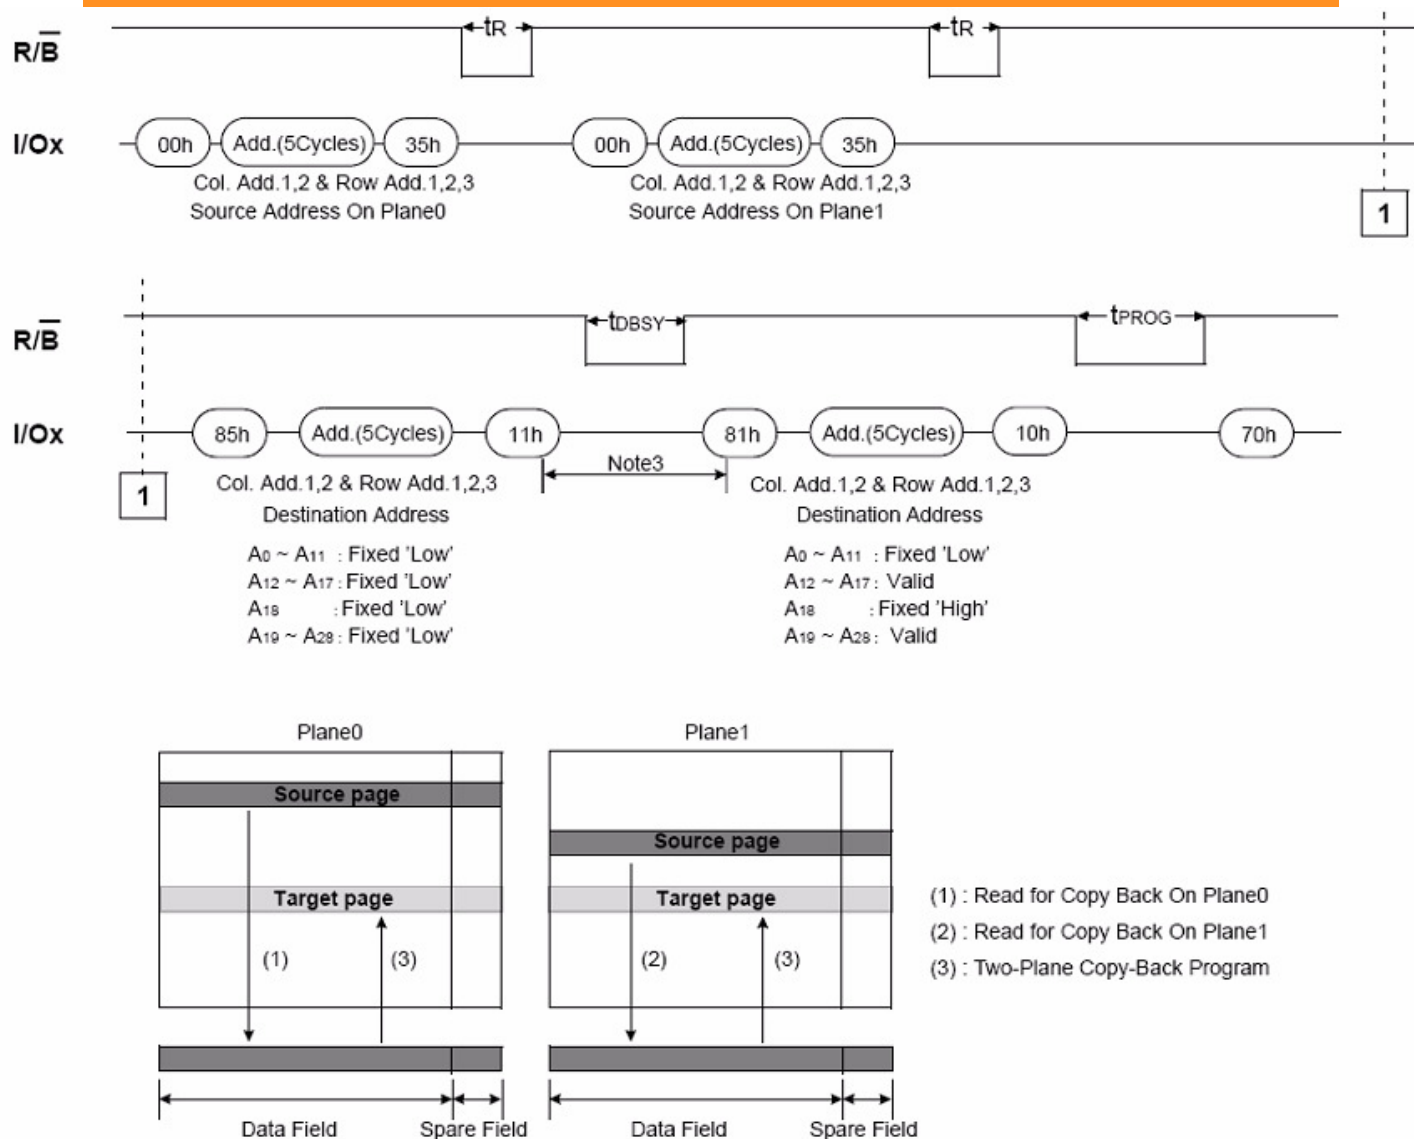 R/B̅ tR tR
I/Ox 00h Add.(5Cycles) 35h 00h Add.(5Cycles) 35h
Col. Add.1,2 & Row Add.1,2,3 Col. Add.1,2 & Row Add.1,2,3
Source Address On Plane0 Source Address On Plane1
1
R/B̅ tDBSY tPROG
I/Ox 85h Add.(5Cycles) 11h 81h Add.(5Cycles) 10h 70h
Note3
1
Col. Add.1,2 & Row Add.1,2,3 Col. Add.1,2 & Row Add.1,2,3
Destination Address Destination Address
A0 ~ A11 : Fixed 'Low' A0 ~ A11 : Fixed 'Low'
A12 ~ A17 : Fixed 'Low' A12 ~ A17 : Valid
A18 : Fixed 'Low' A18 : Fixed 'High'
A19 ~ A28 : Fixed 'Low' A19 ~ A28 : Valid
Plane0 Plane1
Source page
Source page
Target page Target page
(1) : Read for Copy Back On Plane0
(2) : Read for Copy Back On Plane1
(1) (3) (2) (3) (3) : Two-Plane Copy-Back Program
Data Field Spare Field Data Field Spare Field